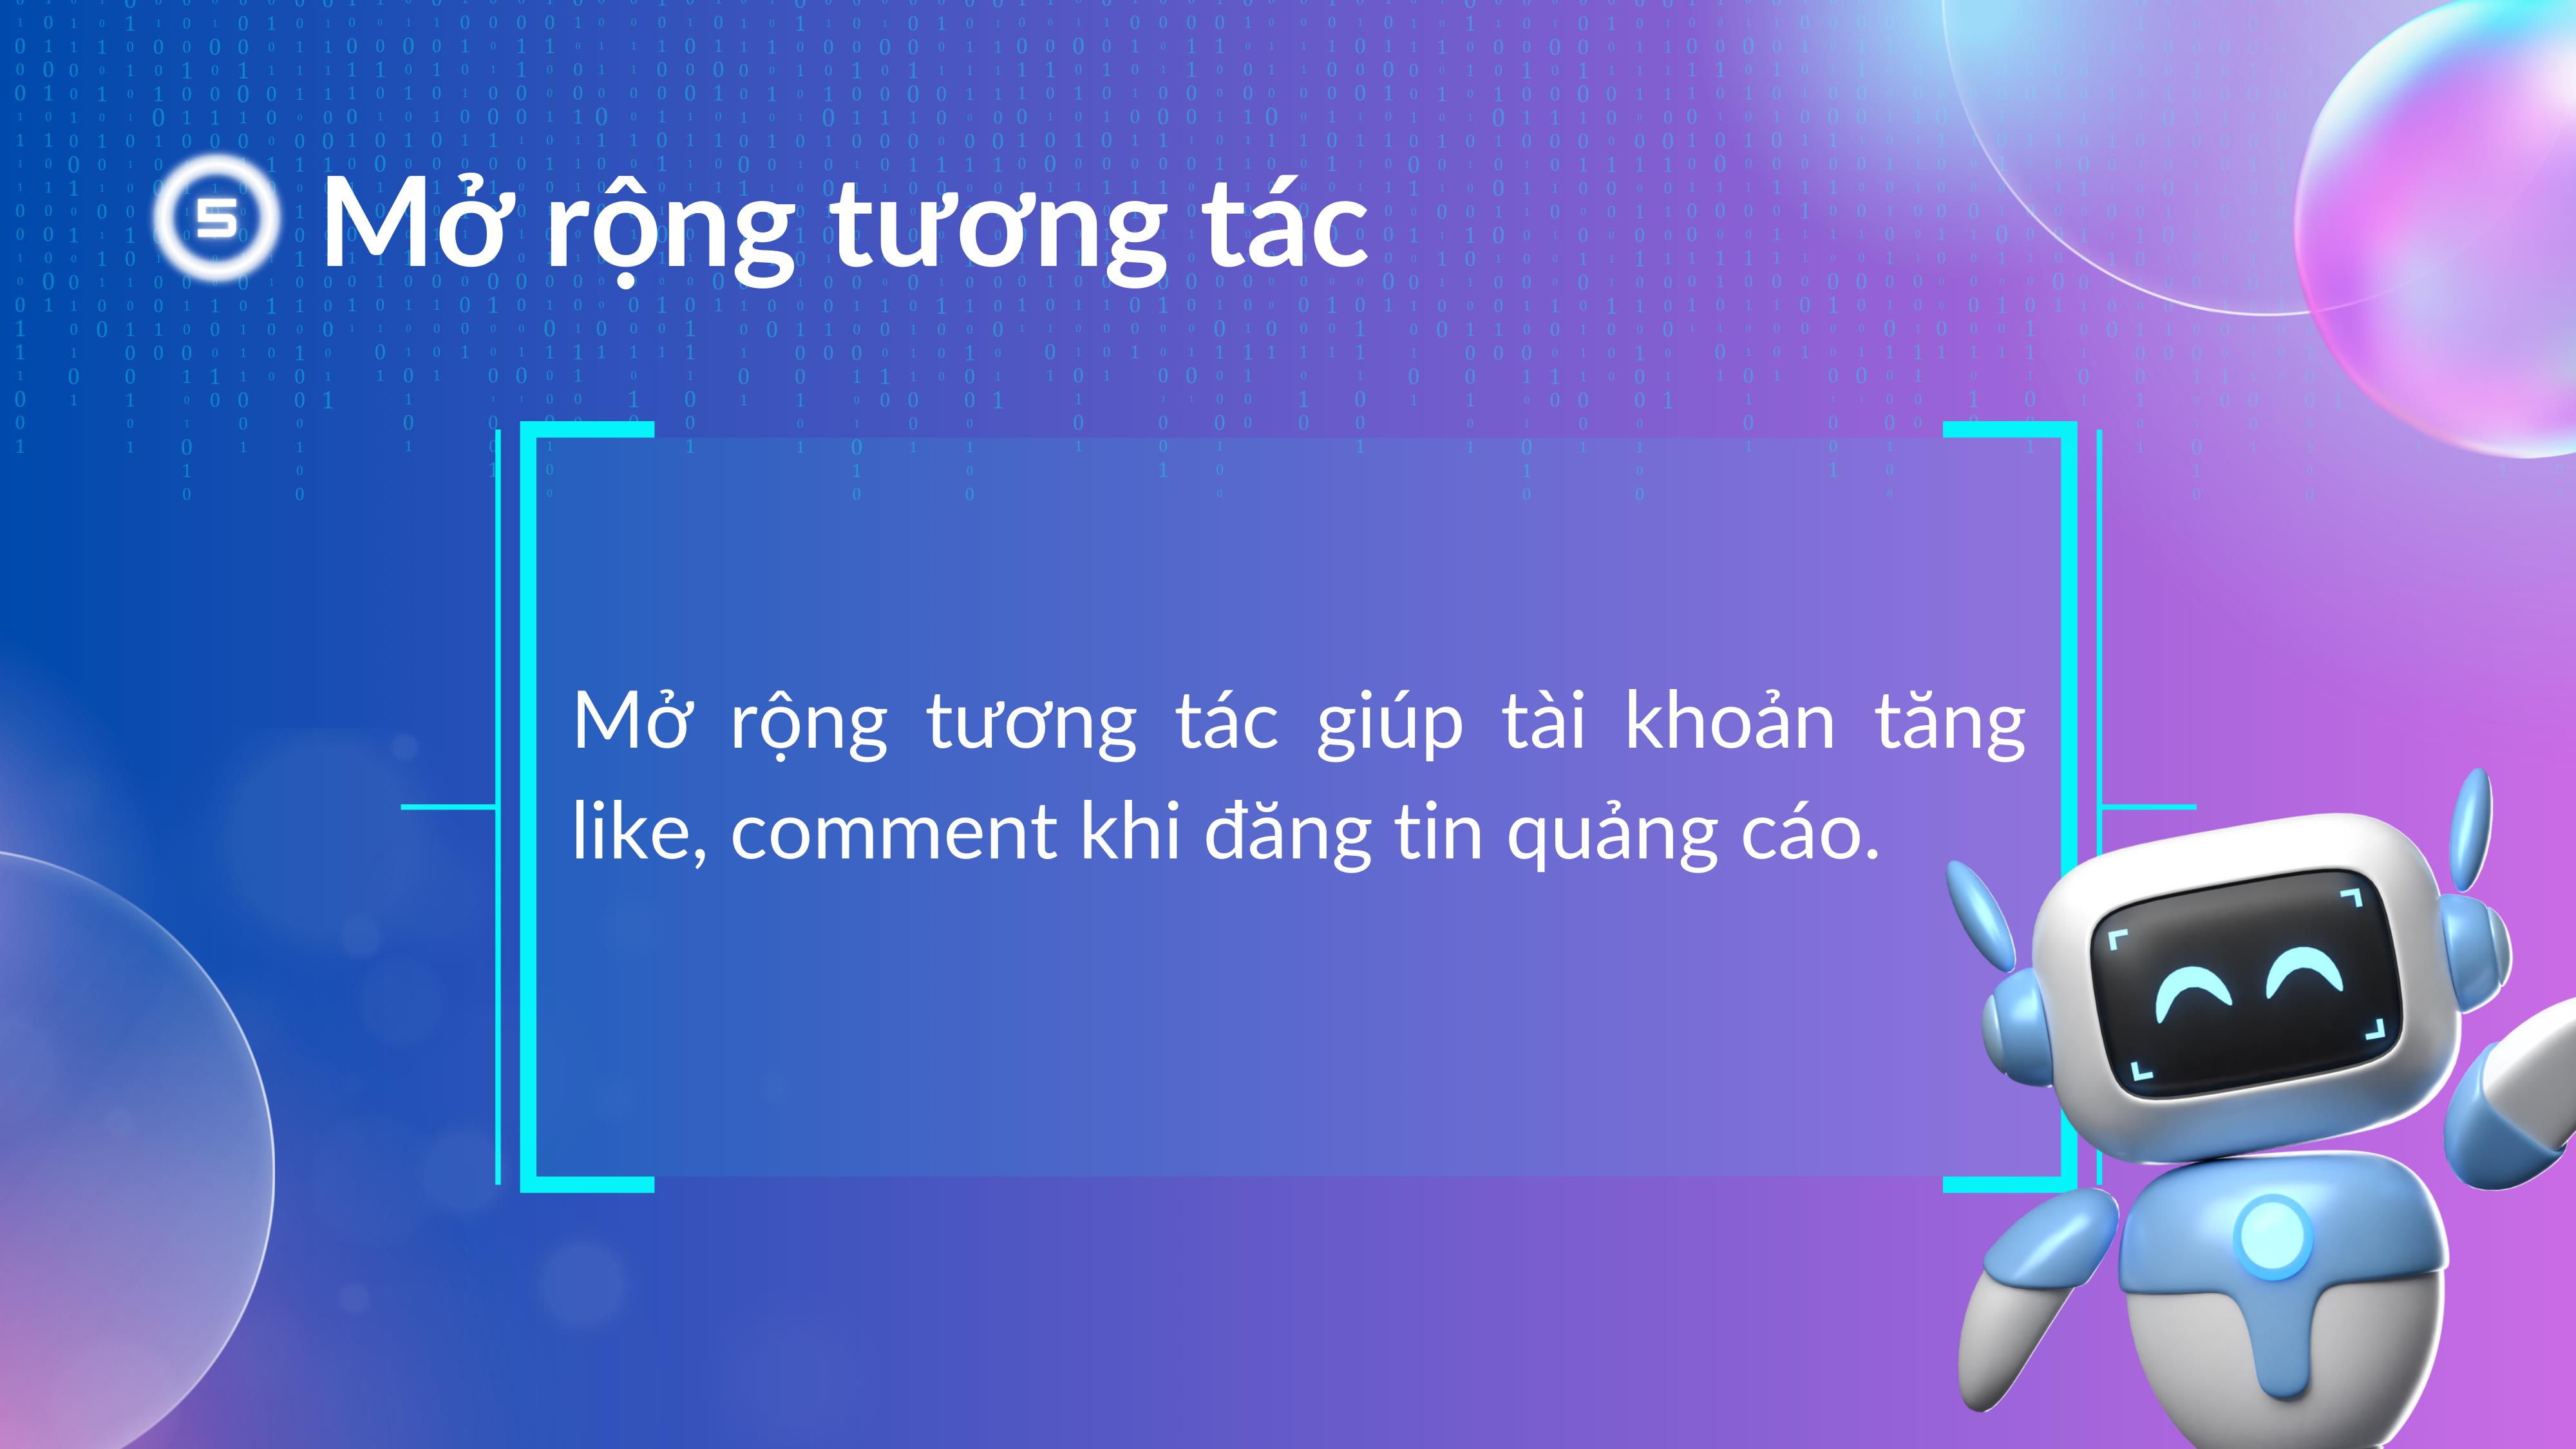 5 Mở rộng tương tác
Mở rộng tương tác giúp tài khoản tăng
like, comment khi đăng tin quảng cáo.